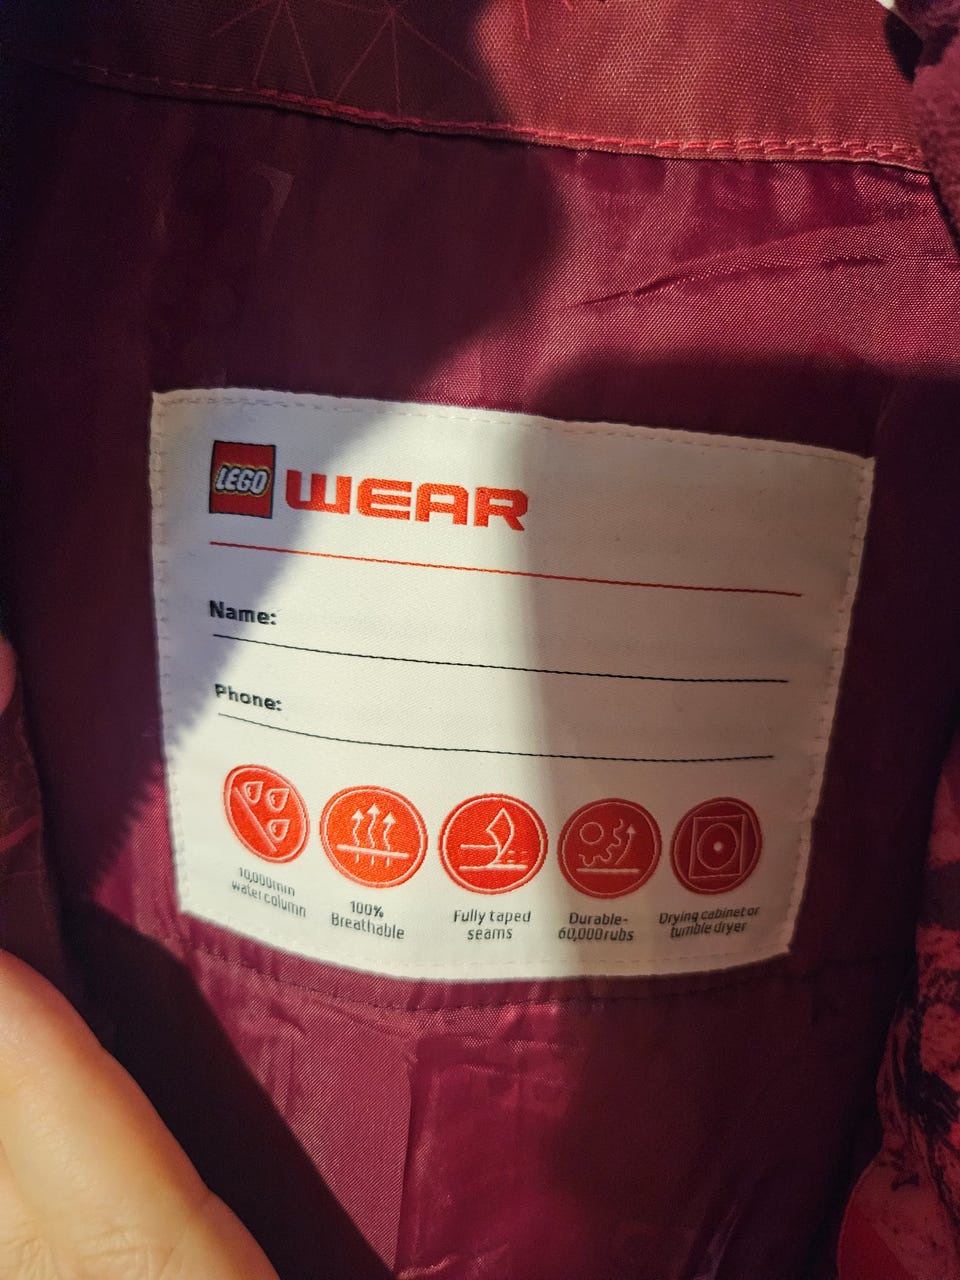 LEGO WEAR
Name:
Phone:
10,000mm
water column
100%
Breathable
Fully taped
seams
Durable-
60,000rubs
Drying cabinet or
tumble dryer